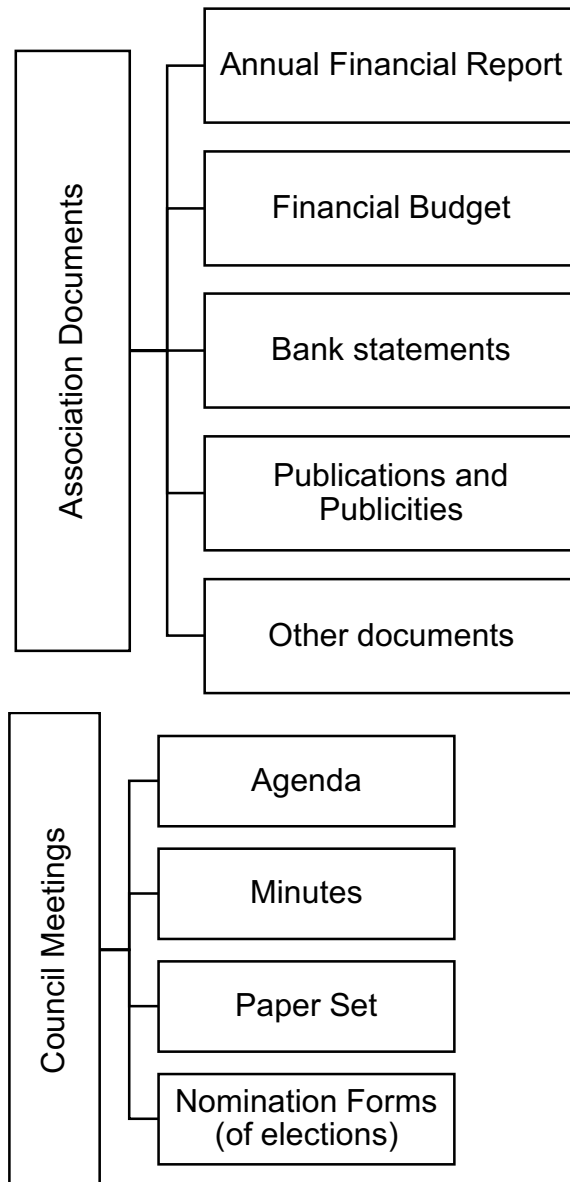 Association Documents
Annual Financial Report
Financial Budget
Bank statements
Publications and
Publicities
Other documents
Council Meetings
Agenda
Minutes
Paper Set
Nomination Forms
(of elections)